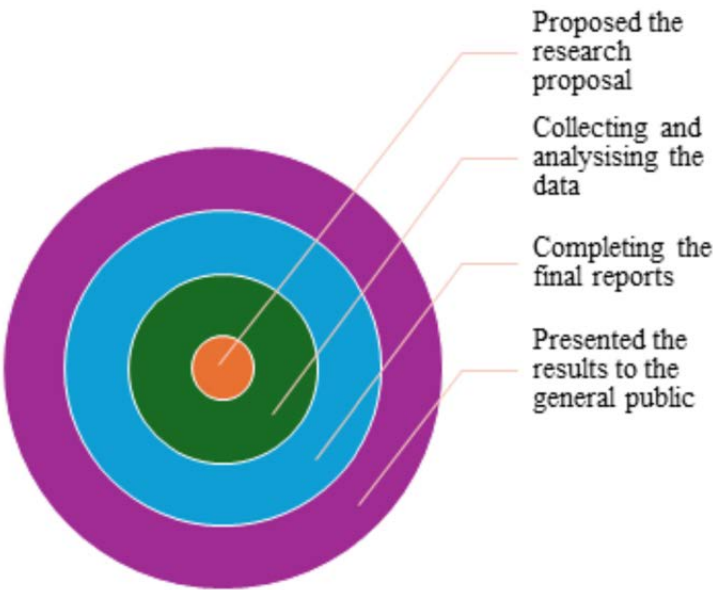 Proposed the
research
proposal
Collecting and
analysising the
data
Completing the
final reports
Presented the
results to the
general public